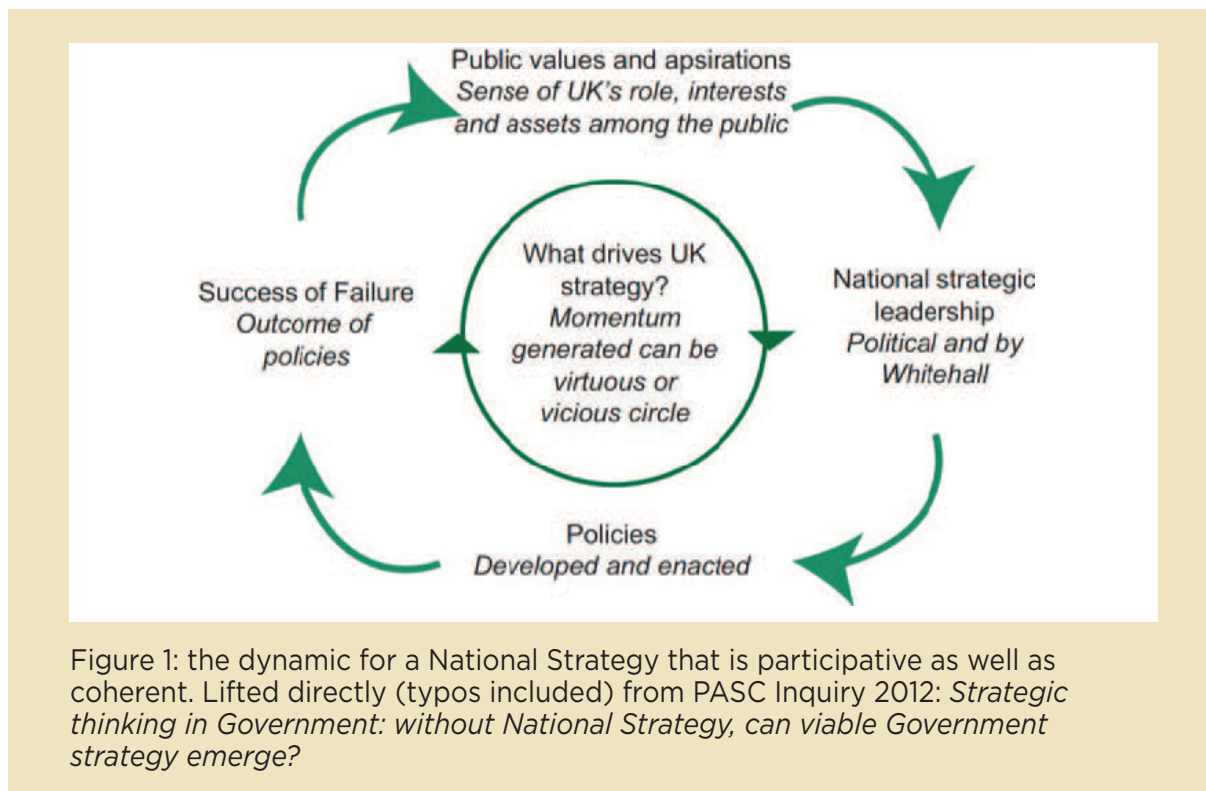 Public values and apsirations
Sense of UK's role, interests
and assets among the public
What drives UK
strategy?
Momentum
generated can be
virtuous or
vicious circle
National strategic
leadership
Political and by
Whitehall
Policies
Developed and enacted
Success of Failure
Outcome of
policies
Figure 1: the dynamic for a National Strategy that is participative as well as
coherent. Lifted directly (typos included) from PASC Inquiry 2012: Strategic
thinking in Government: without National Strategy, can viable Government
strategy emerge?